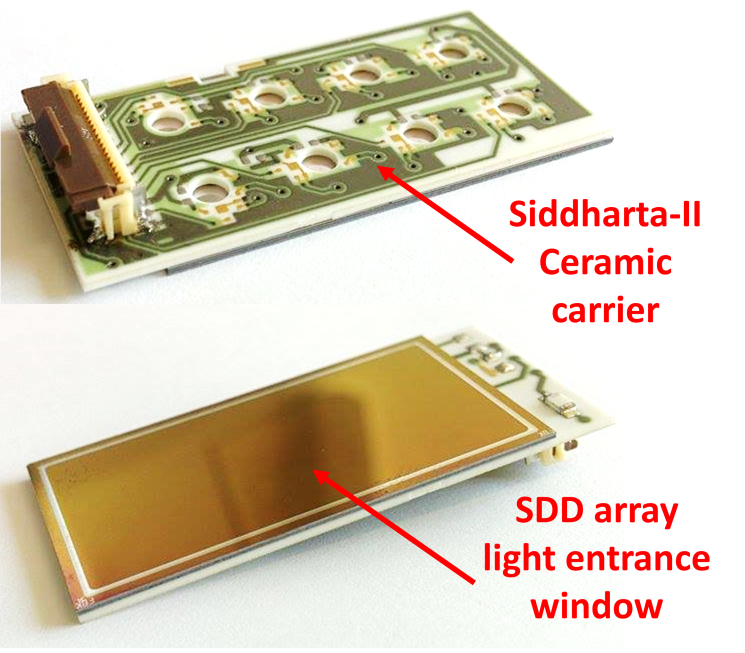 Siddharta-II
Ceramic
carrier
SDD array
light entrance
window